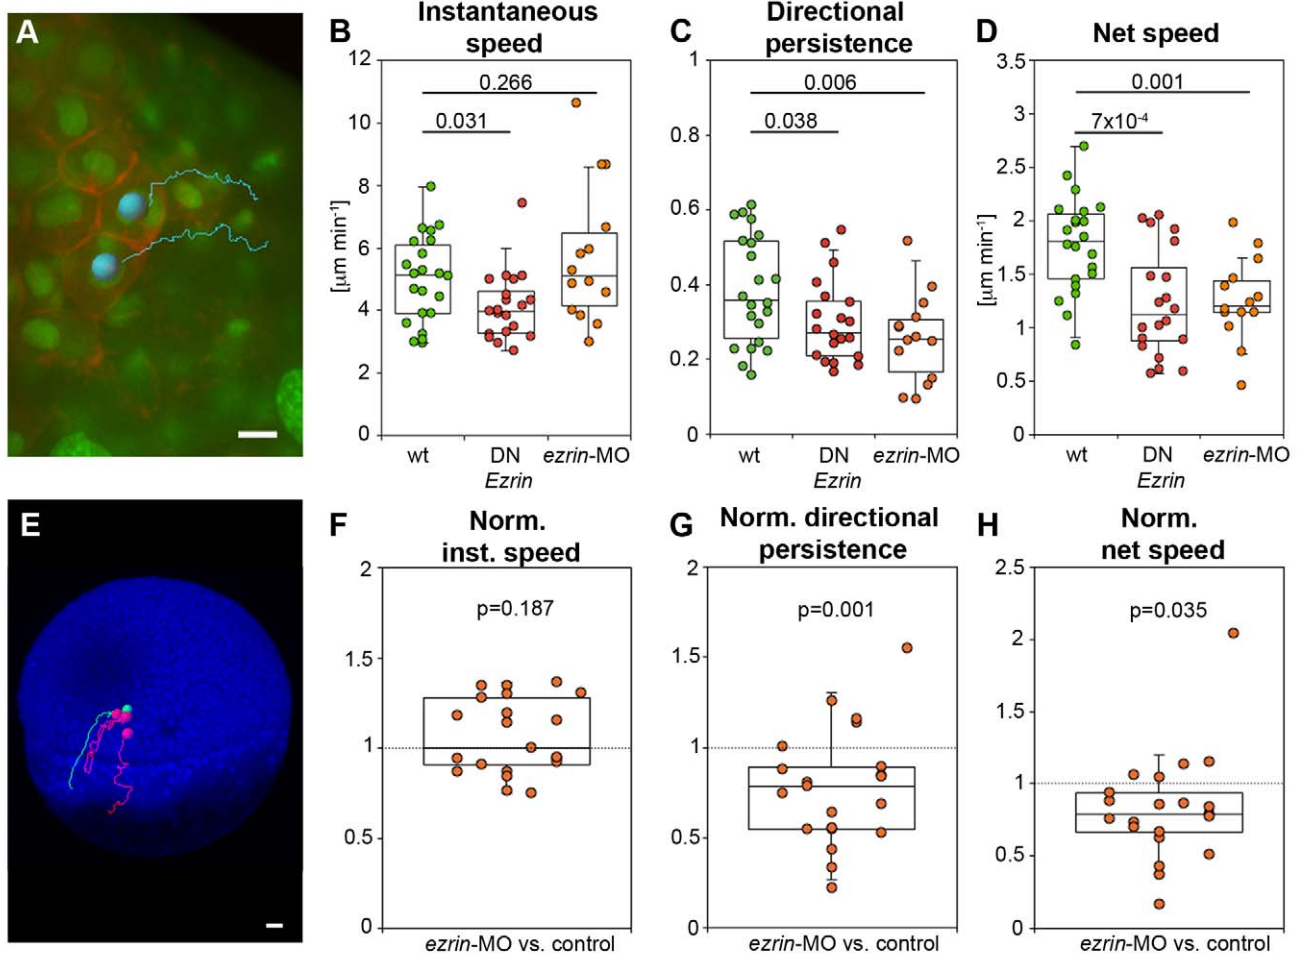 A
B
Instantaneous
speed
12
10
8
6
4
2
0
[µm min⁻¹]
0.266
0.031
wt
DN
Ezrin
ezrin-MO
C
Directional
persistence
1
0.8
0.6
0.4
0.2
0
0.006
0.038
wt
DN
Ezrin
ezrin-MO
D
Net speed
3.5
3
2.5
2
1.5
1
0.5
0
[µm min⁻¹]
0.001
7x10⁻⁴
wt
DN
Ezrin
ezrin-MO
E
F
Norm.
inst. speed
2
1.5
1
0.5
0
p=0.187
ezrin-MO vs. control
G
Norm. directional
persistence
2
1.5
1
0.5
0
p=0.001
ezrin-MO vs. control
H
Norm.
net speed
2.5
2
1.5
1
0.5
0
p=0.035
ezrin-MO vs. control